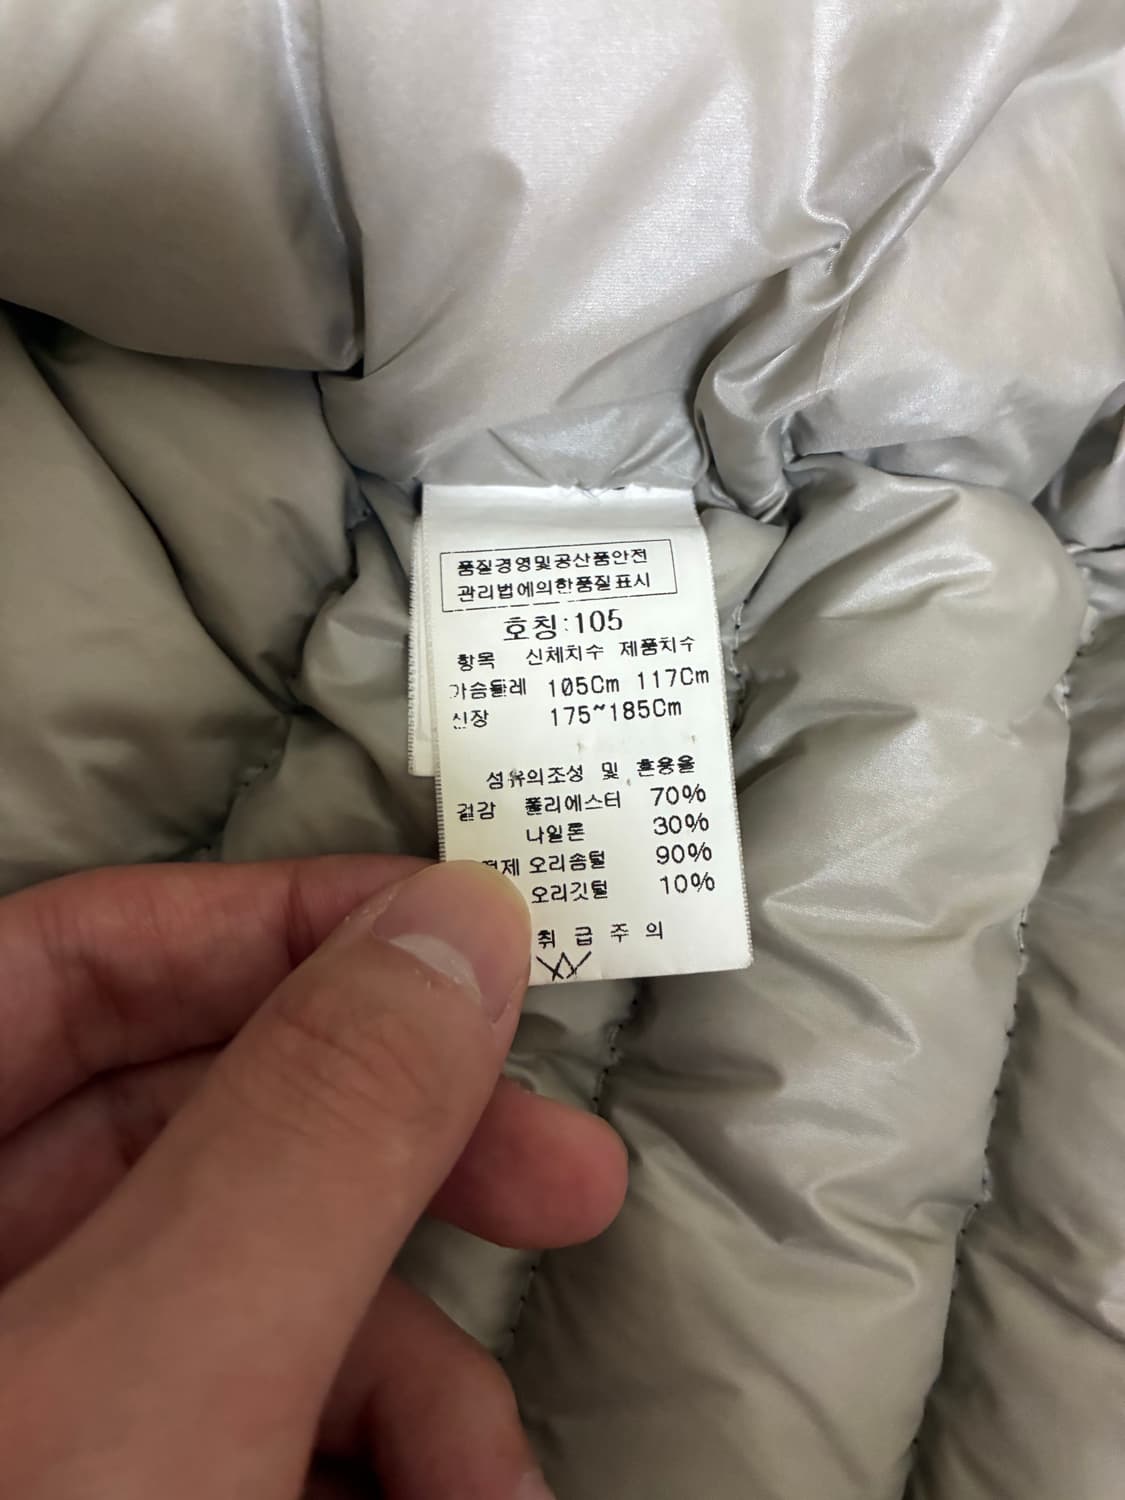 품질경영및공산품안전
관리법에의한품질표시
호칭:105
항목 신체치수 제품치수
가슴둘레 105Cm 117Cm
신장 175~185Cm
섬유의조성 및 혼용율
겉감 폴리에스터 70%
나일론 30%
오리솜털 90%
오리깃털 10%
취급주의